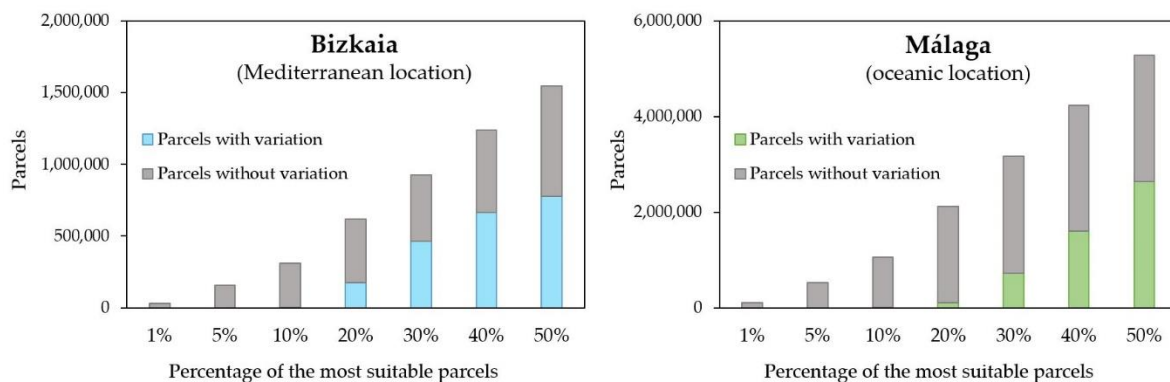 2,000,000
1,500,000
1,000,000
500,000
0
Parcels
Bizkaia
(Mediterranean location)
Parcels with variation
Parcels without variation
1% 5% 10% 20% 30% 40% 50%
Percentage of the most suitable parcels
6,000,000
4,000,000
2,000,000
0
Parcels
Málaga
(oceanic location)
Parcels with variation
Parcels without variation
1% 5% 10% 20% 30% 40% 50%
Percentage of the most suitable parcels